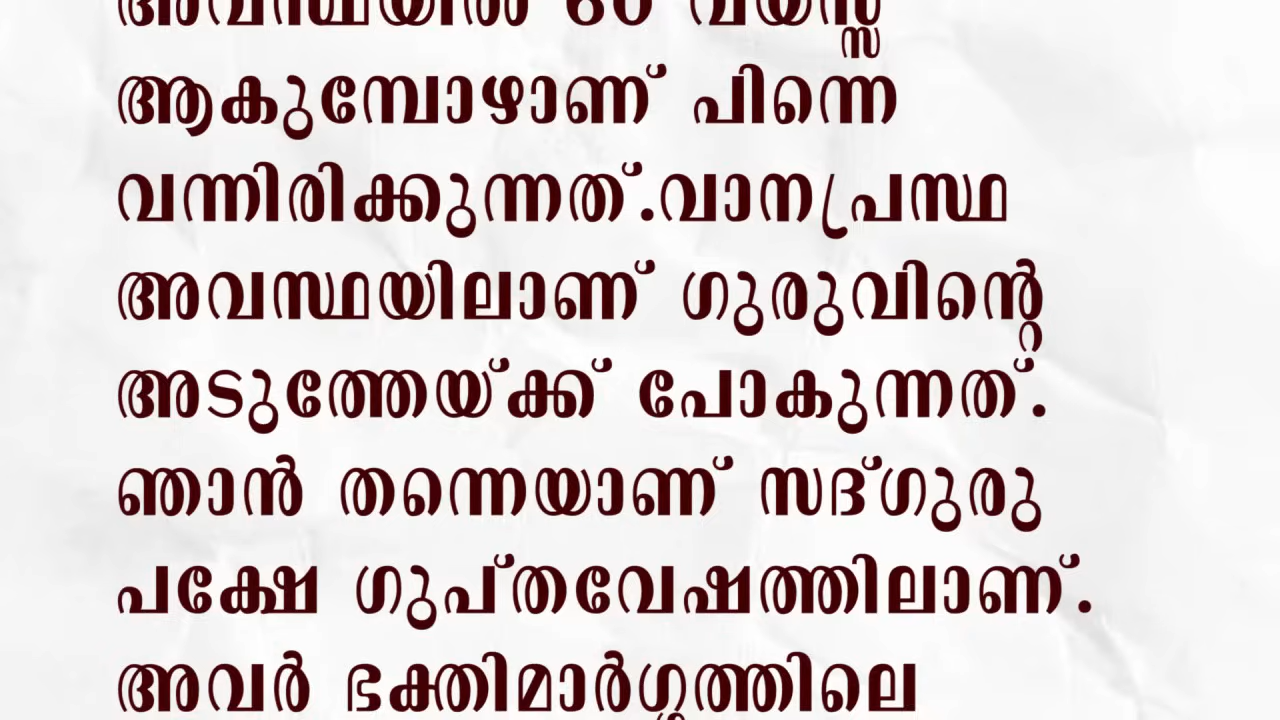 അവസ്ഥയിൽ 60 വയസ്സ്
ആകുമ്പോഴാണ് പിന്നെ
വന്നിരിക്കുന്നത്.വാനപ്രസ്ഥ
അവസ്ഥയിലാണ് ഗുരുവിന്റെ
അടുത്തേയ്ക്ക് പോകുന്നത്.
ഞാൻ തന്നെയാണ് സദ്ഗുരു
പക്ഷേ ഗുപ്തവേഷത്തിലാണ്.
അവർ ഭക്തിമാർഗ്ഗത്തിലെ